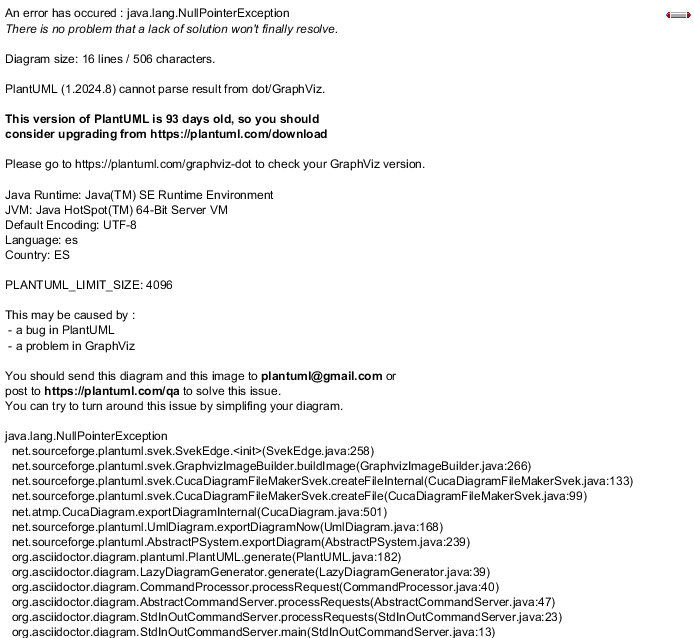 An error has occured : java.lang.NullPointerException
There is no problem that a lack of solution won't finally resolve.
Diagram size: 16 lines / 506 characters.
PlantUML (1.2024.8) cannot parse result from dot/GraphViz.
This version of PlantUML is 93 days old, so you should
consider upgrading from https://plantuml.com/download
Please go to https://plantuml.com/graphviz-dot to check your GraphViz version.
Java Runtime: Java(TM) SE Runtime Environment
JVM: Java HotSpot(TM) 64-Bit Server VM
Default Encoding: UTF-8
Language: es
Country: ES
PLANTUML_LIMIT_SIZE: 4096
This may be caused by :
- a bug in PlantUML
- a problem in GraphViz
You should send this diagram and this image to plantuml@gmail.com or
post to https://plantuml.com/qa to solve this issue.
You can try to turn around this issue by simplifing your diagram.
java.lang.NullPointerException
net.sourceforge.plantuml.svek.SvekEdge.<init>(SvekEdge.java:258)
net.sourceforge.plantuml.svek.GraphvizImageBuilder.buildImage(GraphvizImageBuilder.java:266)
net.sourceforge.plantuml.svek.CucaDiagramFileMakerSvek.createFileInternal(CucaDiagramFileMakerSvek.java:133)
net.sourceforge.plantuml.svek.CucaDiagramFileMakerSvek.createFile(CucaDiagramFileMakerSvek.java:99)
net.atmp.CucaDiagram.exportDiagramInternal(CucaDiagram.java:501)
net.sourceforge.plantuml.UmlDiagram.exportDiagramNow(UmlDiagram.java:168)
net.sourceforge.plantuml.AbstractPSystem.exportDiagram(AbstractPSystem.java:239)
org.asciidoctor.diagram.plantuml.PlantUML.generate(PlantUML.java:182)
org.asciidoctor.diagram.LazyDiagramGenerator.generate(LazyDiagramGenerator.java:39)
org.asciidoctor.diagram.CommandProcessor.processRequest(CommandProcessor.java:40)
org.asciidoctor.diagram.AbstractCommandServer.processRequests(AbstractCommandServer.java:47)
org.asciidoctor.diagram.StdInOutCommandServer.processRequests(StdInOutCommandServer.java:23)
org.asciidoctor.diagram.StdInOutCommandServer.main(StdInOutCommandServer.java:13)